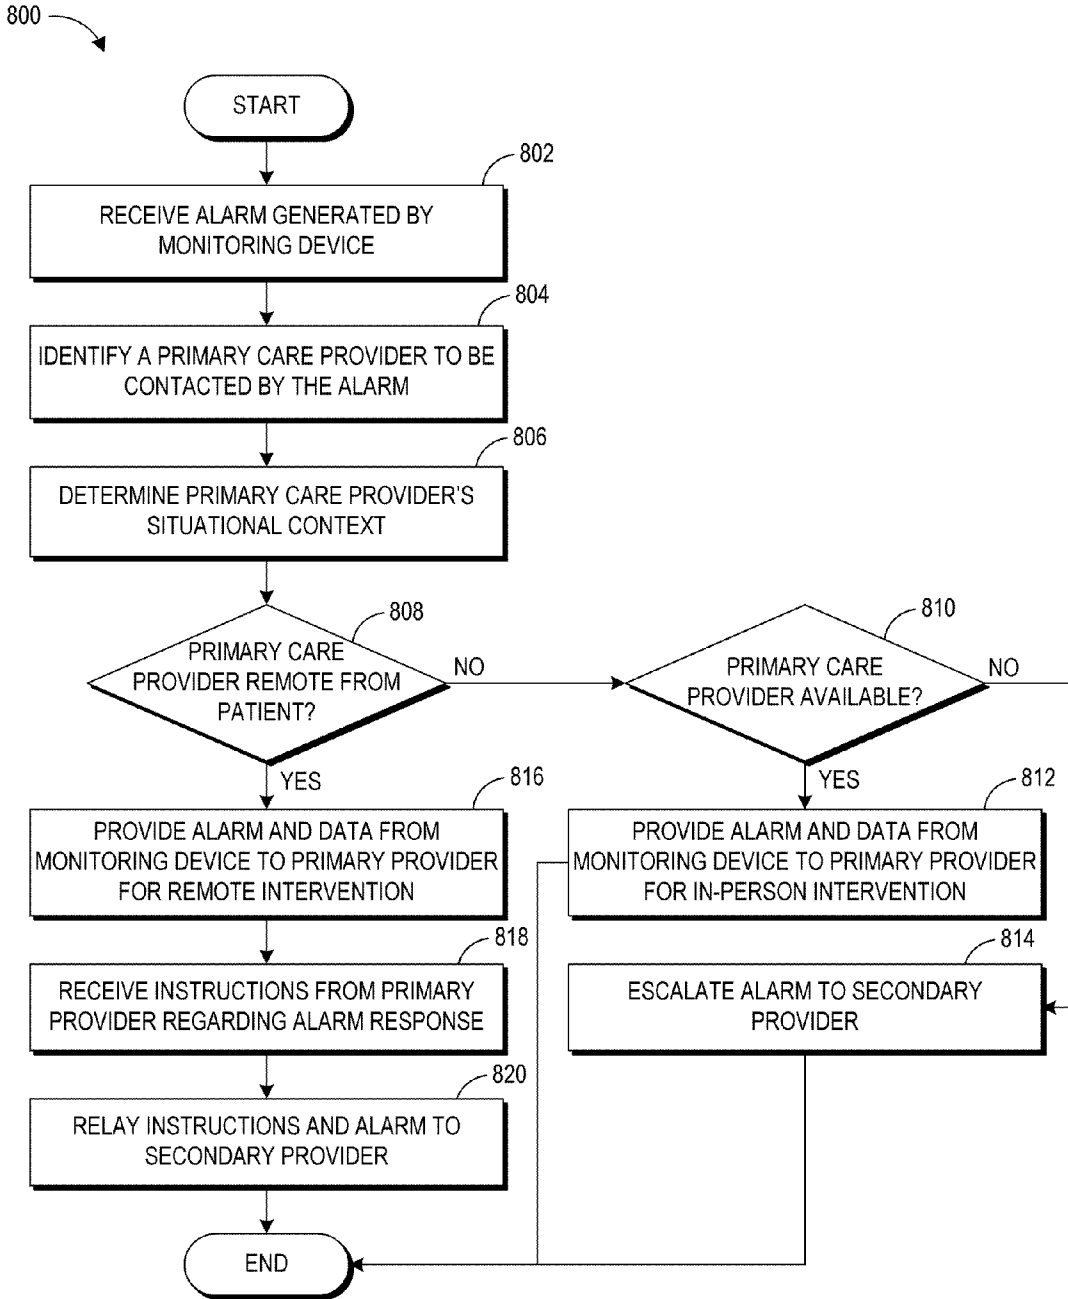 800
START
802
RECEIVE ALARM GENERATED BY
MONITORING DEVICE
804
IDENTIFY A PRIMARY CARE PROVIDER TO BE
CONTACTED BY THE ALARM
806
DETERMINE PRIMARY CARE PROVIDER'S
SITUATIONAL CONTEXT
808
PRIMARY CARE
PROVIDER REMOTE FROM
PATIENT?
NO
YES
810
PRIMARY CARE
PROVIDER AVAILABLE?
NO
YES
816
PROVIDE ALARM AND DATA FROM
MONITORING DEVICE TO PRIMARY PROVIDER
FOR REMOTE INTERVENTION
812
PROVIDE ALARM AND DATA FROM
MONITORING DEVICE TO PRIMARY PROVIDER
FOR IN-PERSON INTERVENTION
818
RECEIVE INSTRUCTIONS FROM PRIMARY
PROVIDER REGARDING ALARM RESPONSE
814
ESCALATE ALARM TO SECONDARY
PROVIDER
820
RELAY INSTRUCTIONS AND ALARM TO
SECONDARY PROVIDER
END